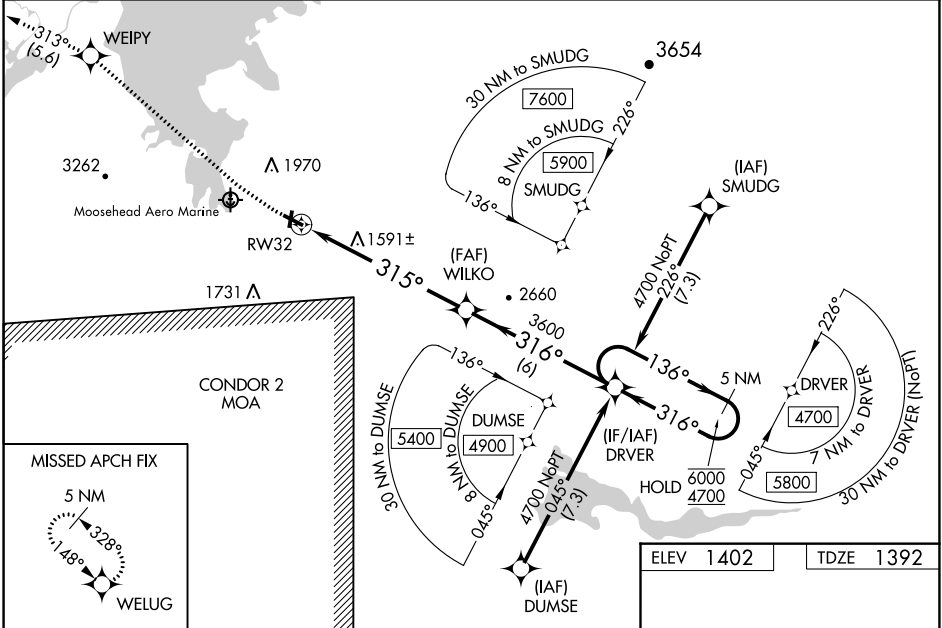 313°
(5.6)
WEIPY
3262
1970
Moosehead Aero Marine
RW32
1591±
1731
315°
(FAF)
WILKO
2660
3600
316°
(6)
30 NM to SMUDG
7600
8 NM to SMUDG
5900
SMUDG
226°
136°
3654
(IAF)
SMUDG
4700 NoPT
226°
(7.3)
136°
5 NM
316°
(IF/IAF)
DRVER
HOLD
6000
4700
226°
DRVER
4700
7 NM to DRVER
045°
5800
30 NM to DRVER (NoPT)
CONDOR 2
MOA
30 NM to DUMSE
5400
8 NM to DUMSE
136°
DUMSE
4900
045°
4700 NoPT
045°
(7.3)
(IAF)
DUMSE
MISSED APCH FIX
5 NM
328°
148°
WELUG
ELEV 1402
TDZE 1392